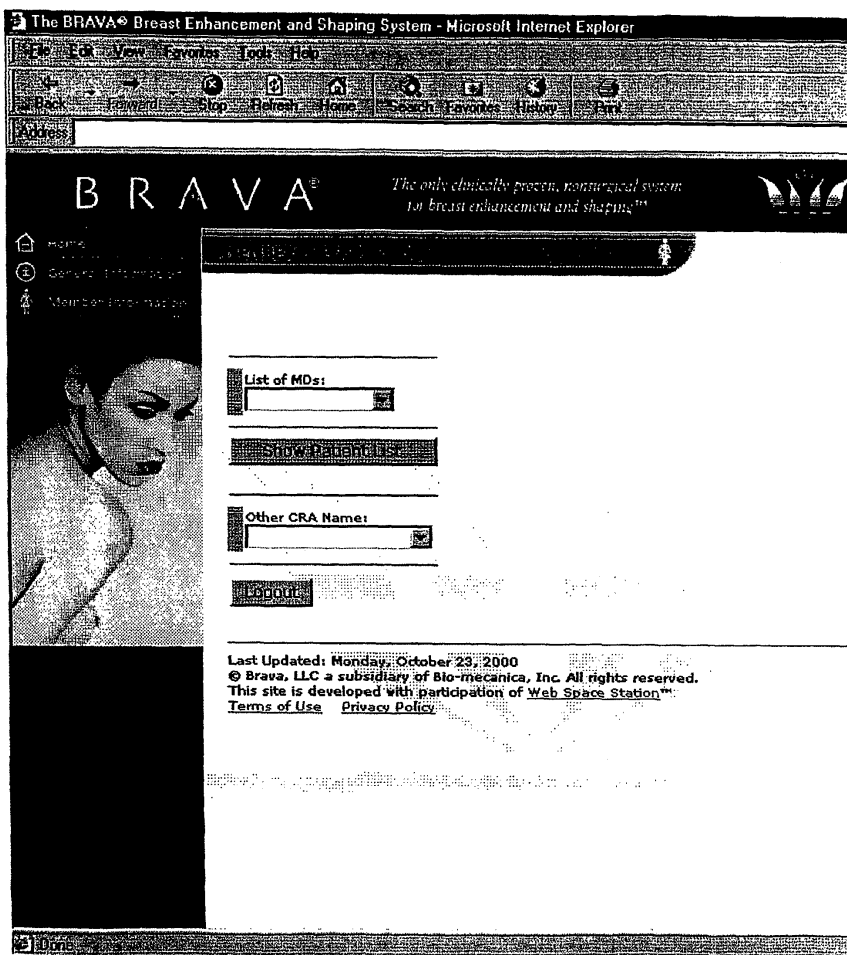 The BRAVA® Breast Enhancement and Shaping System - Microsoft Internet Explorer
File Edit View Favorites Tools Help
Back Forward Stop Refresh Home Search Favorites History Print
Address
BRAVA®
The only clinically proven, nonsurgical system
for breast enhancement and shaping™
Home
General Information
Member Information
List of MDs:
Show Patient List
Other CRA Name:
Logout
Last Updated: Monday, October 23, 2000
© Brava, LLC a subsidiary of Bio-mecanica, Inc. All rights reserved.
This site is developed with participation of Web Space Station™
Terms of Use Privacy Policy
Done